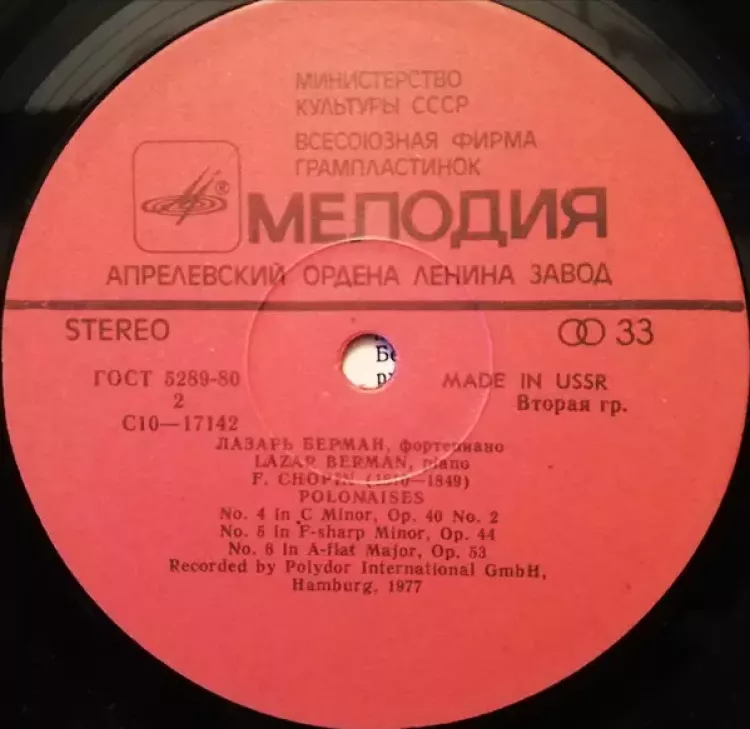 МИНИСТЕРСТВО
КУЛЬТУРЫ СССР
ВСЕСОЮЗНАЯ ФИРМА
ГРАМПЛАСТИНОК
®
МЕЛОДИЯ
АПРЕЛЕВСКИЙ ОРДЕНА ЛЕНИНА ЗАВОД
STEREO
33
ГОСТ 5289-80
MADE IN USSR
2
Вторая гр.
С10—17142
ЛАЗАРЬ БЕРМАН, фортепиано
LAZAR BERMAN, piano
F. CHOPIN (1810—1849)
POLONAISES
No. 4 in C Minor, Op. 40 No. 2
No. 5 in F-sharp Minor, Op. 44
No. 6 in A-flat Major, Op. 53
Recorded by Polydor International GmbH,
Hamburg, 1977